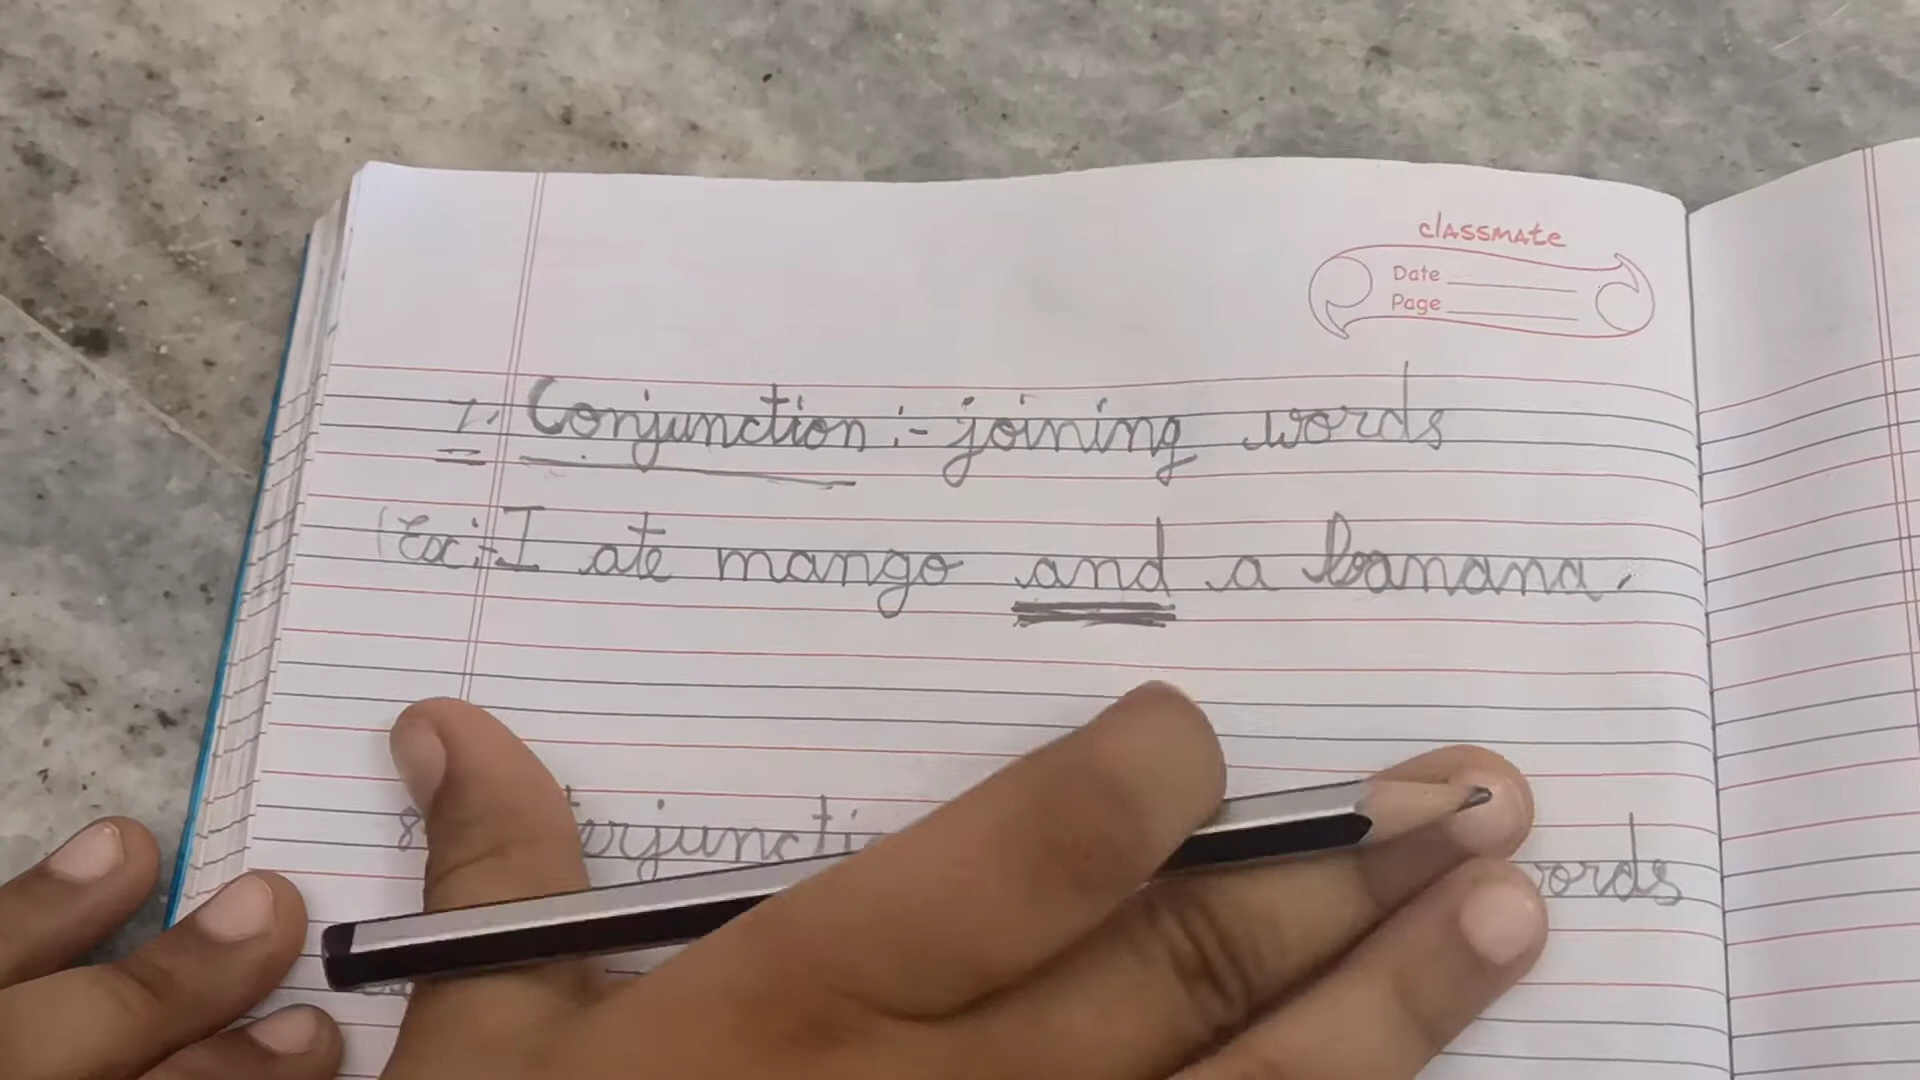 classmate
Date
Page
7. Conjunction :- joining words
(Ex:- I ate mango and a banana.
8
words